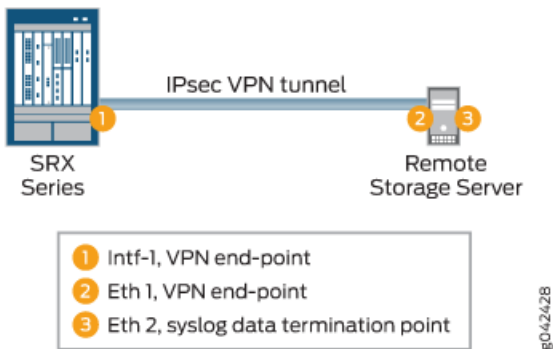 IPsec VPN tunnel
1
2
3
SRX
Series
Remote
Storage Server
1 Intf-1, VPN end-point
2 Eth 1, VPN end-point
3 Eth 2, syslog data termination point
g042428